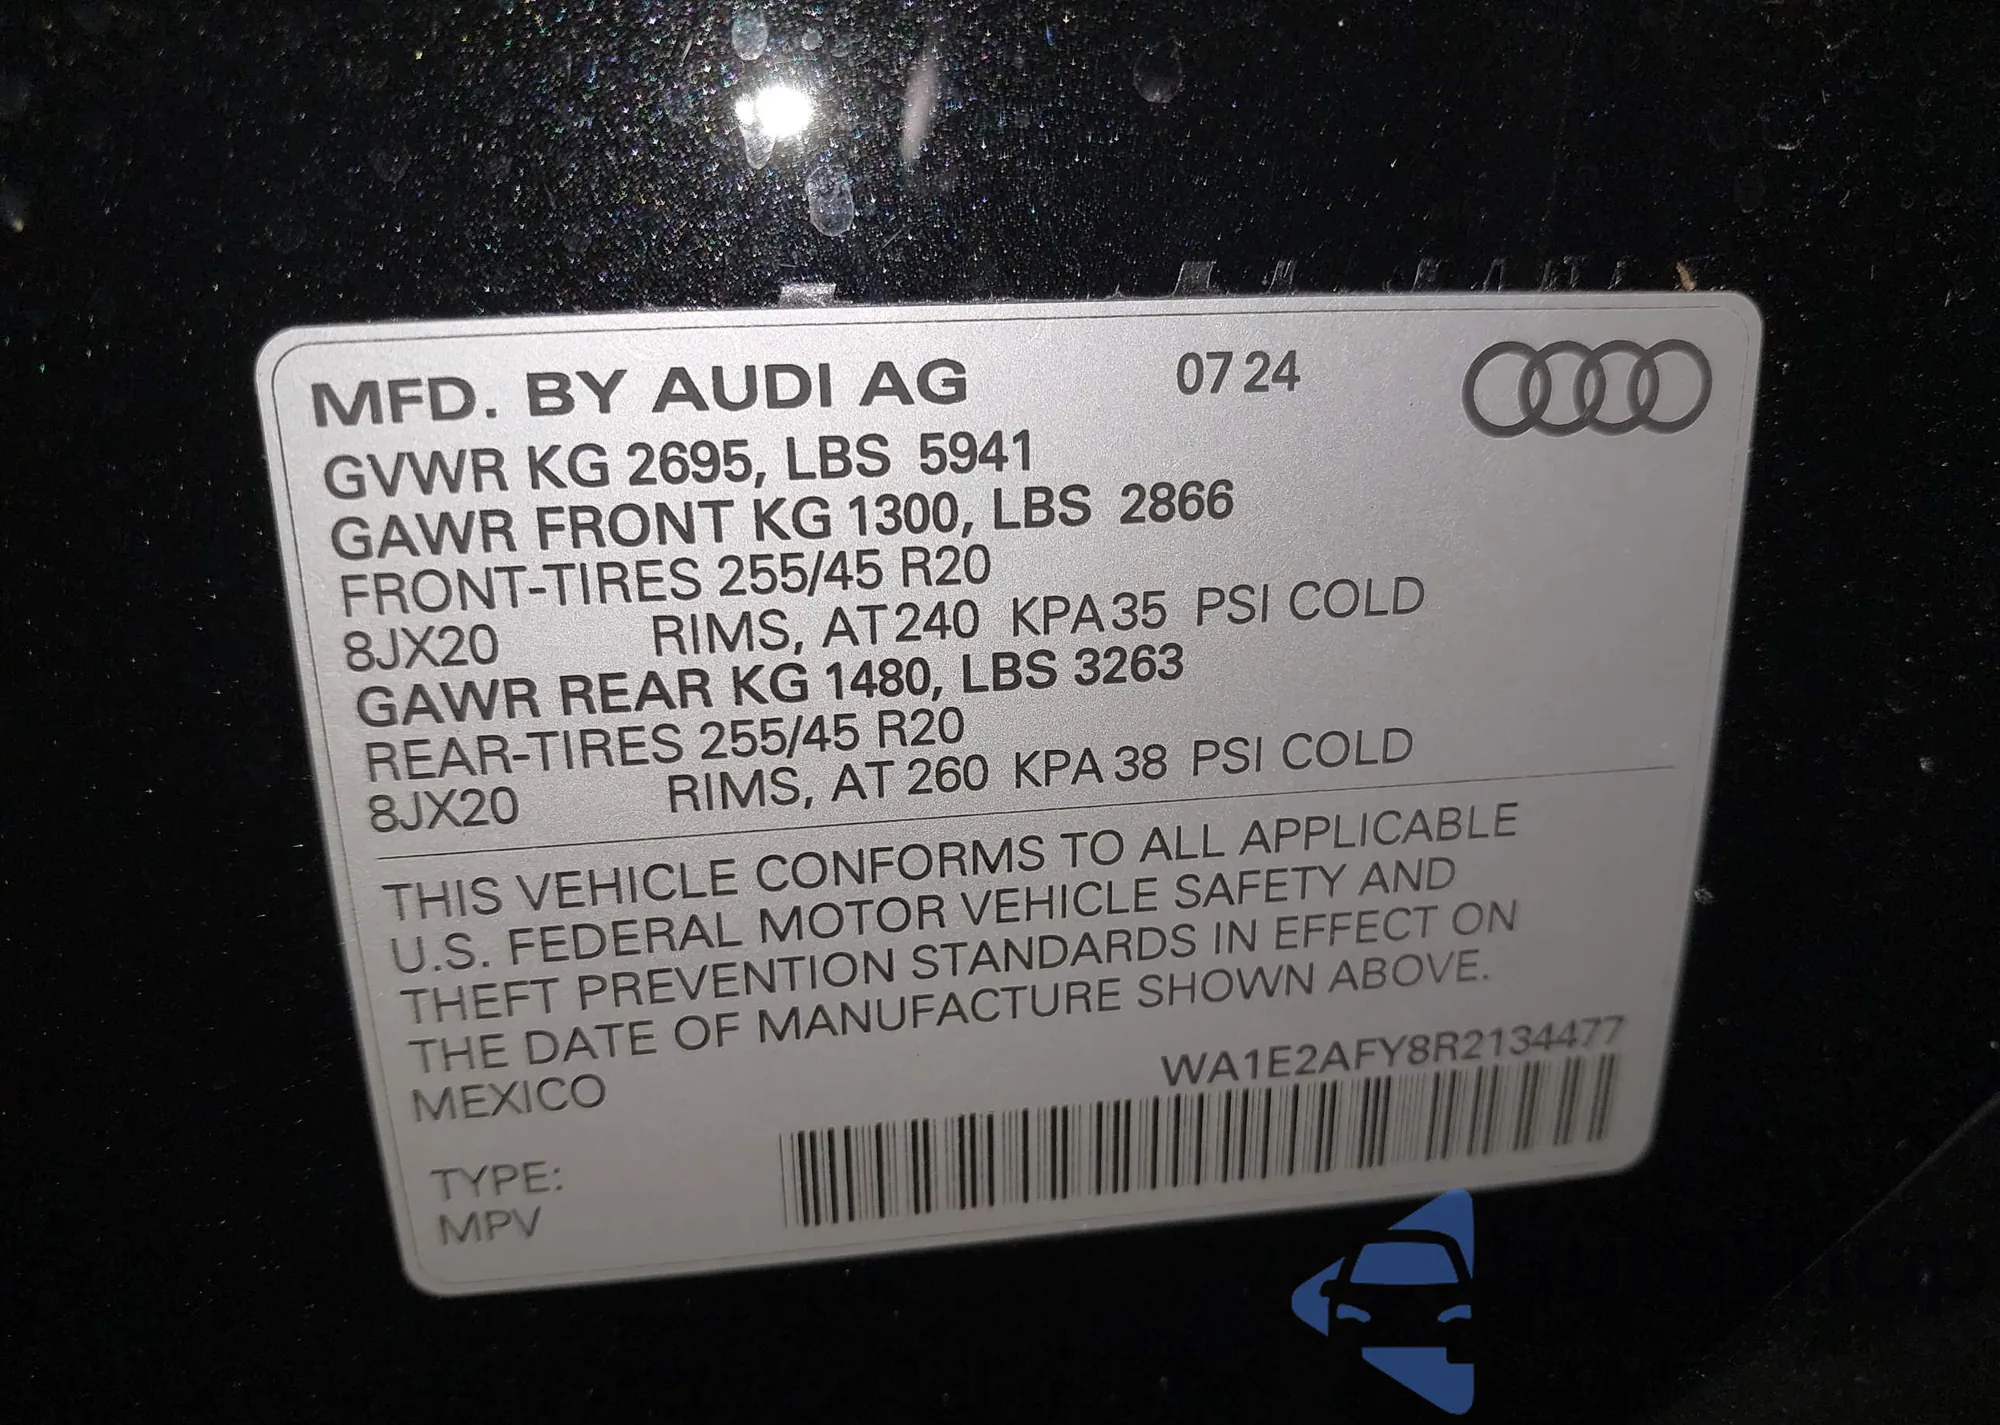 MFD. BY AUDI AG 07 24
GVWR KG 2695, LBS 5941
GAWR FRONT KG 1300, LBS 2866
FRONT-TIRES 255/45 R20
8JX20 RIMS, AT 240 KPA 35 PSI COLD
GAWR REAR KG 1480, LBS 3263
REAR-TIRES 255/45 R20
8JX20 RIMS, AT 260 KPA 38 PSI COLD
THIS VEHICLE CONFORMS TO ALL APPLICABLE
U.S. FEDERAL MOTOR VEHICLE SAFETY AND
THEFT PREVENTION STANDARDS IN EFFECT ON
THE DATE OF MANUFACTURE SHOWN ABOVE.
MEXICO WA1E2AFY8R2134477
TYPE:
MPV